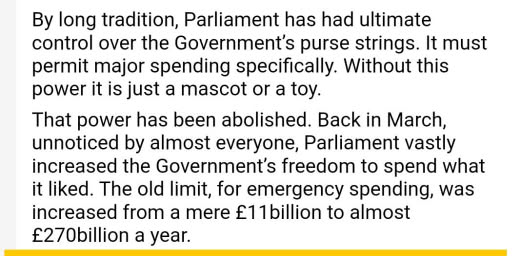 By long tradition, Parliament has had ultimate
control over the Government’s purse strings. It must
permit major spending specifically. Without this
power it is just a mascot or a toy.
That power has been abolished. Back in March,
unnoticed by almost everyone, Parliament vastly
increased the Government’s freedom to spend what
it liked. The old limit, for emergency spending, was
increased from a mere £11billion to almost
£270billion a year.